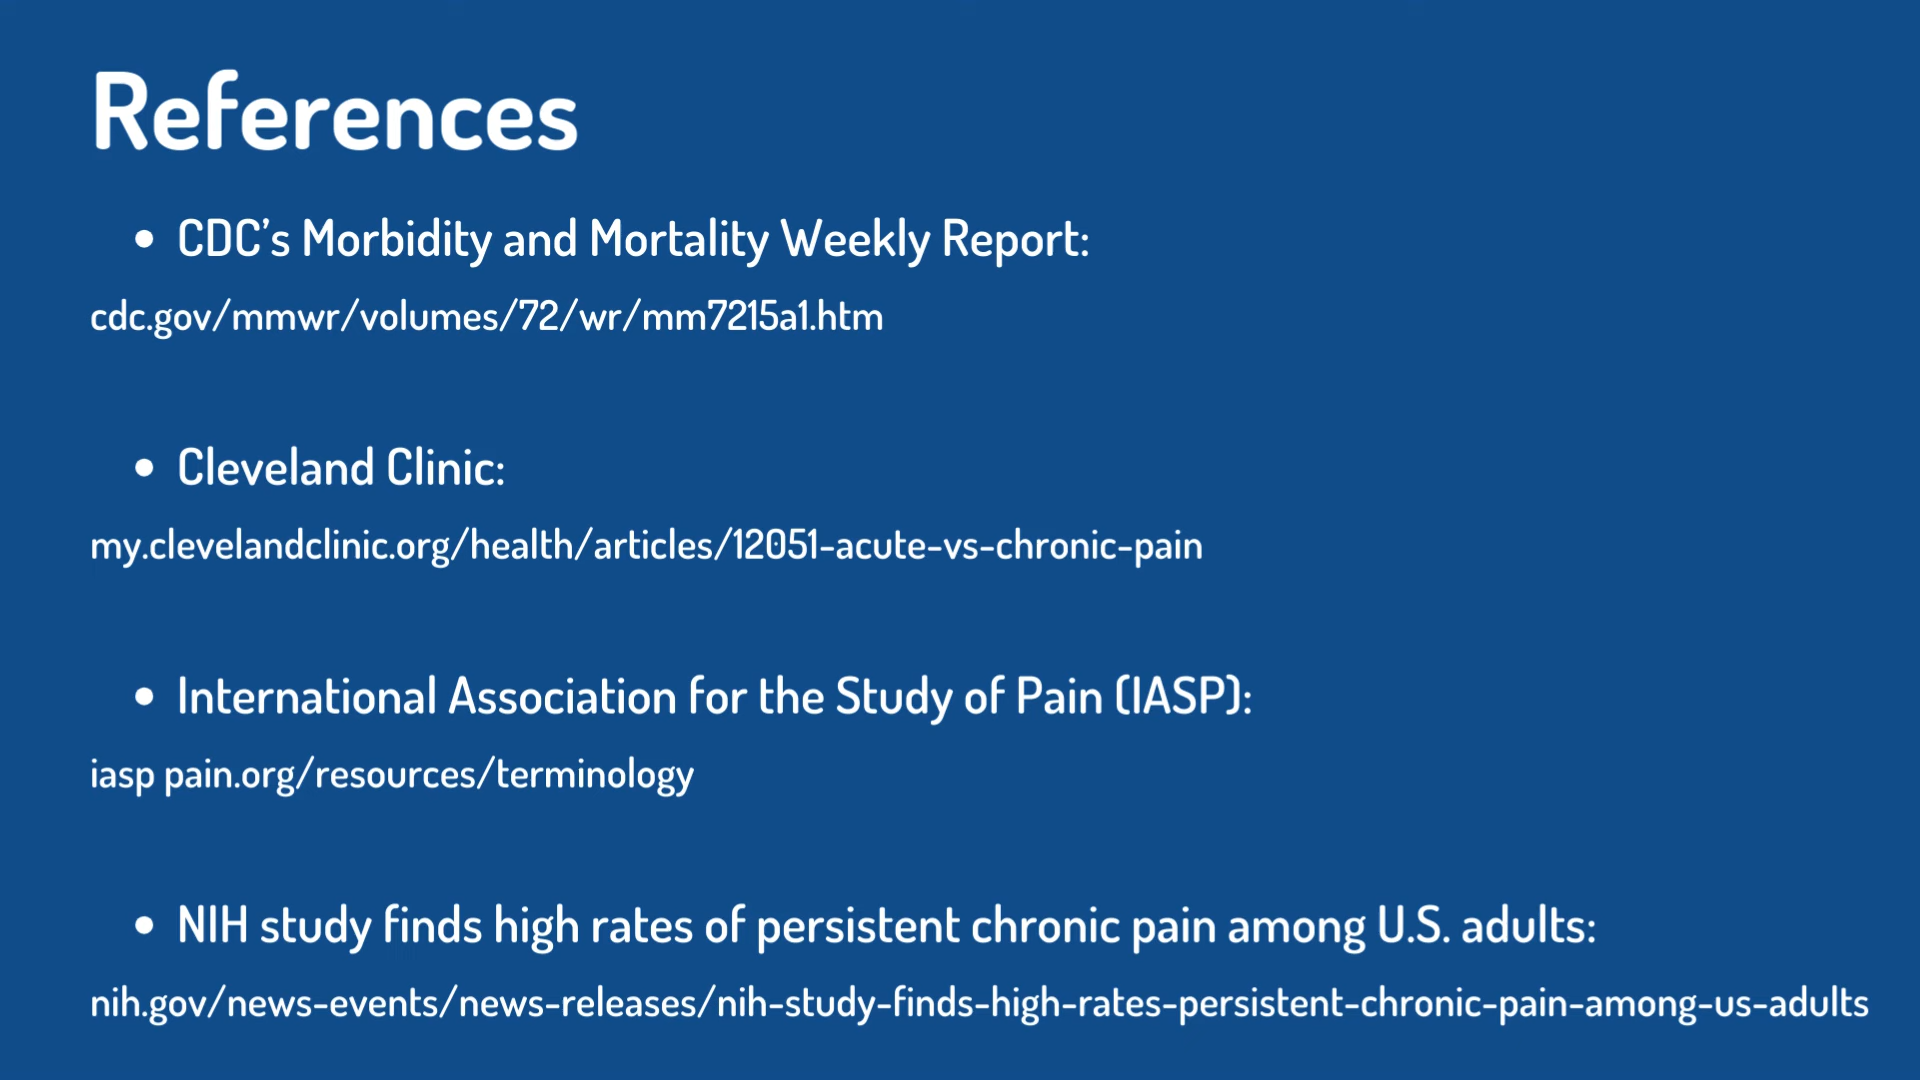 References
• CDC’s Morbidity and Mortality Weekly Report:
cdc.gov/mmwr/volumes/72/wr/mm7215a1.htm
• Cleveland Clinic:
my.clevelandclinic.org/health/articles/12051-acute-vs-chronic-pain
• International Association for the Study of Pain (IASP):
iasp pain.org/resources/terminology
• NIH study finds high rates of persistent chronic pain among U.S. adults:
nih.gov/news-events/news-releases/nih-study-finds-high-rates-persistent-chronic-pain-among-us-adults